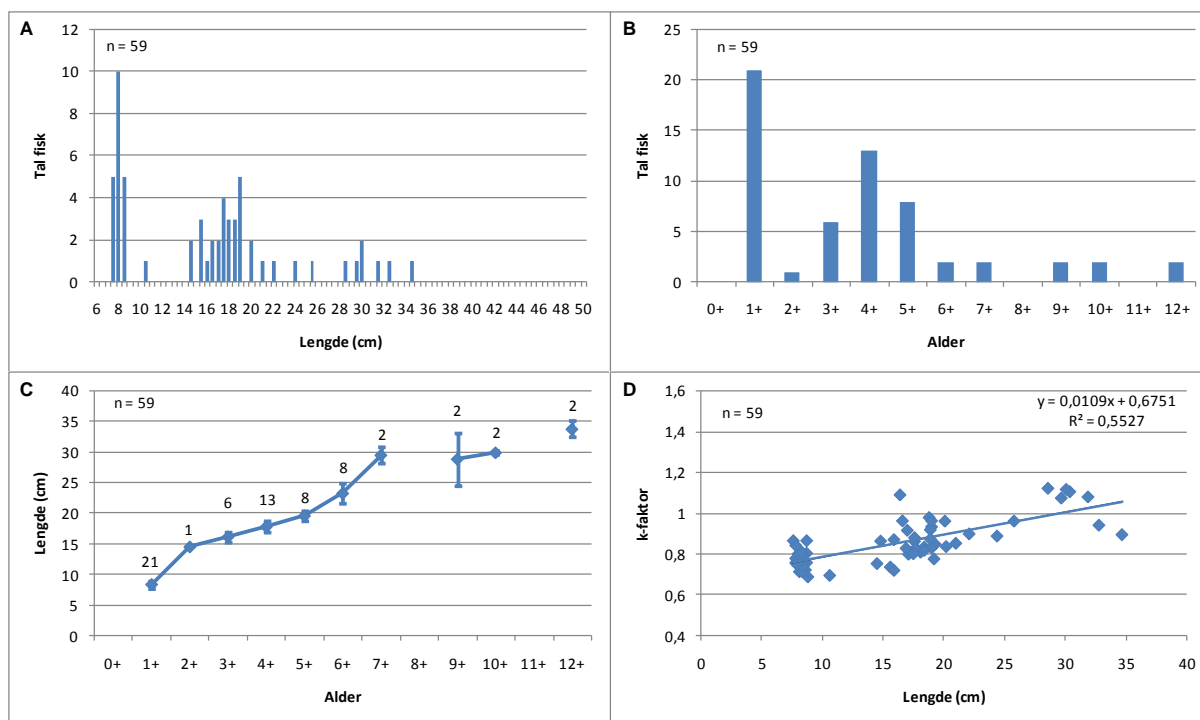 A
n = 59
Tal fisk
12
10
8
6
4
2
0
6 8 10 12 14 16 18 20 22 24 26 28 30 32 34 36 38 40 42 44 46 48 50
Lengde (cm)
B
n = 59
Tal fisk
25
20
15
10
5
0
0+ 1+ 2+ 3+ 4+ 5+ 6+ 7+ 8+ 9+ 10+ 11+ 12+
Alder
C
n = 59
Lengde (cm)
40
35
30
25
20
15
10
5
0
21 1 6 13 8 8 2 2 2 2
0+ 1+ 2+ 3+ 4+ 5+ 6+ 7+ 8+ 9+ 10+ 11+ 12+
Alder
D
n = 59
y = 0,0109x + 0,6751
R² = 0,5527
k-faktor
1,6
1,4
1,2
1
0,8
0,6
0,4
0 5 10 15 20 25 30 35 40
Lengde (cm)